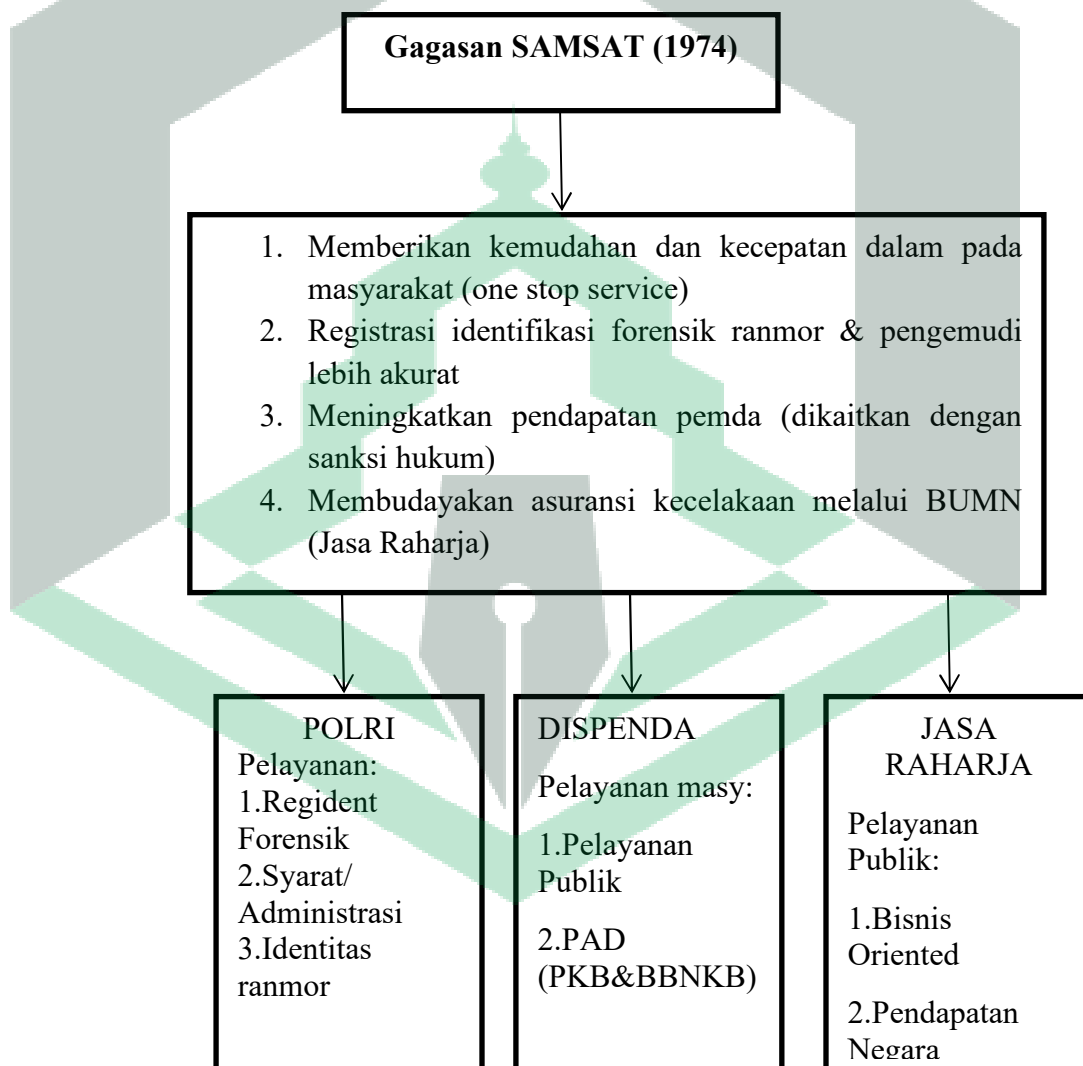 Gagasan SAMSAT (1974)
1. Memberikan kemudahan dan kecepatan dalam pada
masyarakat (one stop service)
2. Registrasi identifikasi forensik ranmor & pengemudi
lebih akurat
3. Meningkatkan pendapatan pemda (dikaitkan dengan
sanksi hukum)
4. Membudayakan asuransi kecelakaan melalui BUMN
(Jasa Raharja)
POLRI
Pelayanan:
1.Regident
Forensik
2.Syarat/
Administrasi
3.Identitas
ranmor
DISPENDA
Pelayanan masy:
1.Pelayanan
Publik
2.PAD
(PKB&BBNKB)
JASA
RAHARJA
Pelayanan
Publik:
1.Bisnis
Oriented
2.Pendapatan
Negara